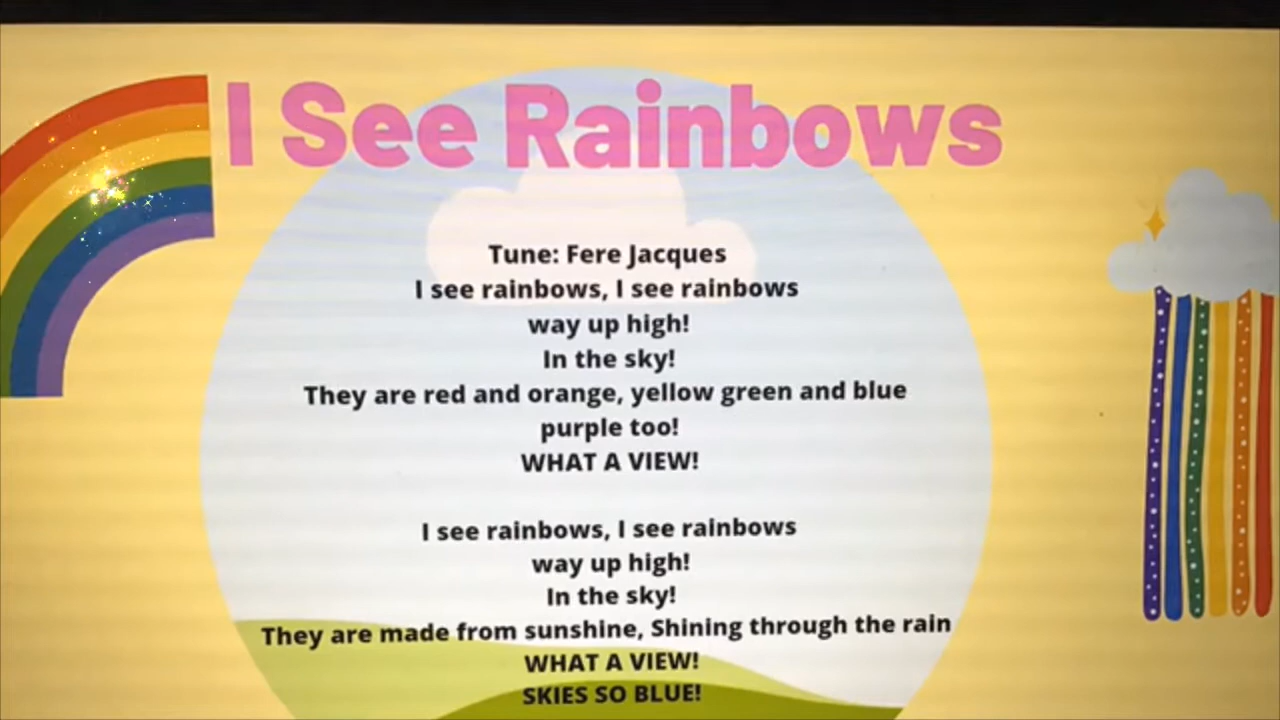 I See Rainbows
Tune: Fere Jacques
I see rainbows, I see rainbows
way up high!
In the sky!
They are red and orange, yellow green and blue
purple too!
WHAT A VIEW!
I see rainbows, I see rainbows
way up high!
In the sky!
They are made from sunshine, Shining through the rain
WHAT A VIEW!
SKIES SO BLUE!